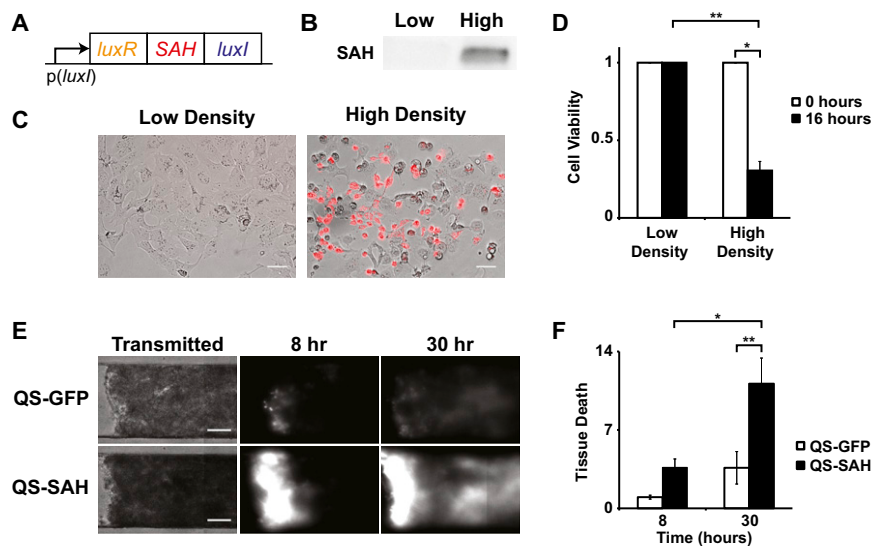 A
luxR SAH luxI
p(luxI)
B
Low High
SAH
C
Low Density High Density
D
**
*
Cell Viability
1
0.5
0
Low Density
High Density
0 hours
16 hours
E
Transmitted 8 hr 30 hr
QS-GFP
QS-SAH
F
*
**
Tissue Death
14
7
0
8 30
Time (hours)
QS-GFP
QS-SAH